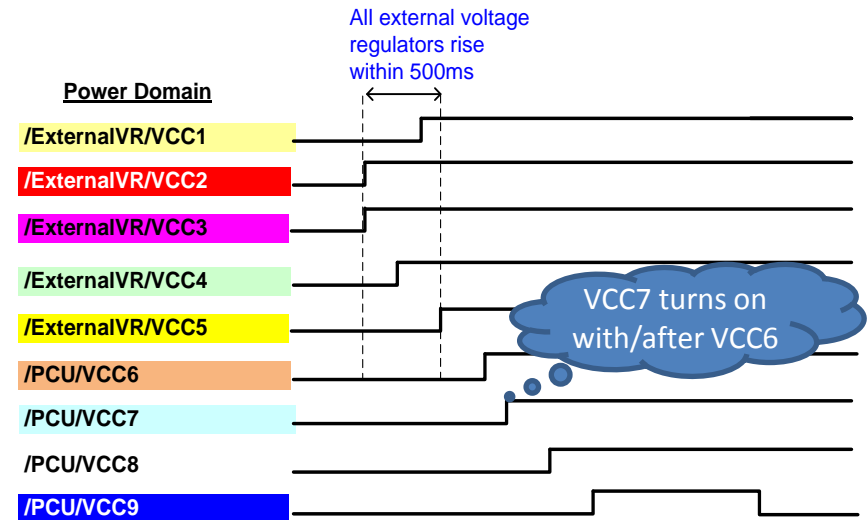 All external voltage
regulators rise
within 500ms
Power Domain
/ExternalVR/VCC1
/ExternalVR/VCC2
/ExternalVR/VCC3
/ExternalVR/VCC4
/ExternalVR/VCC5
VCC7 turns on
with/after VCC6
/PCU/VCC6
/PCU/VCC7
/PCU/VCC8
/PCU/VCC9